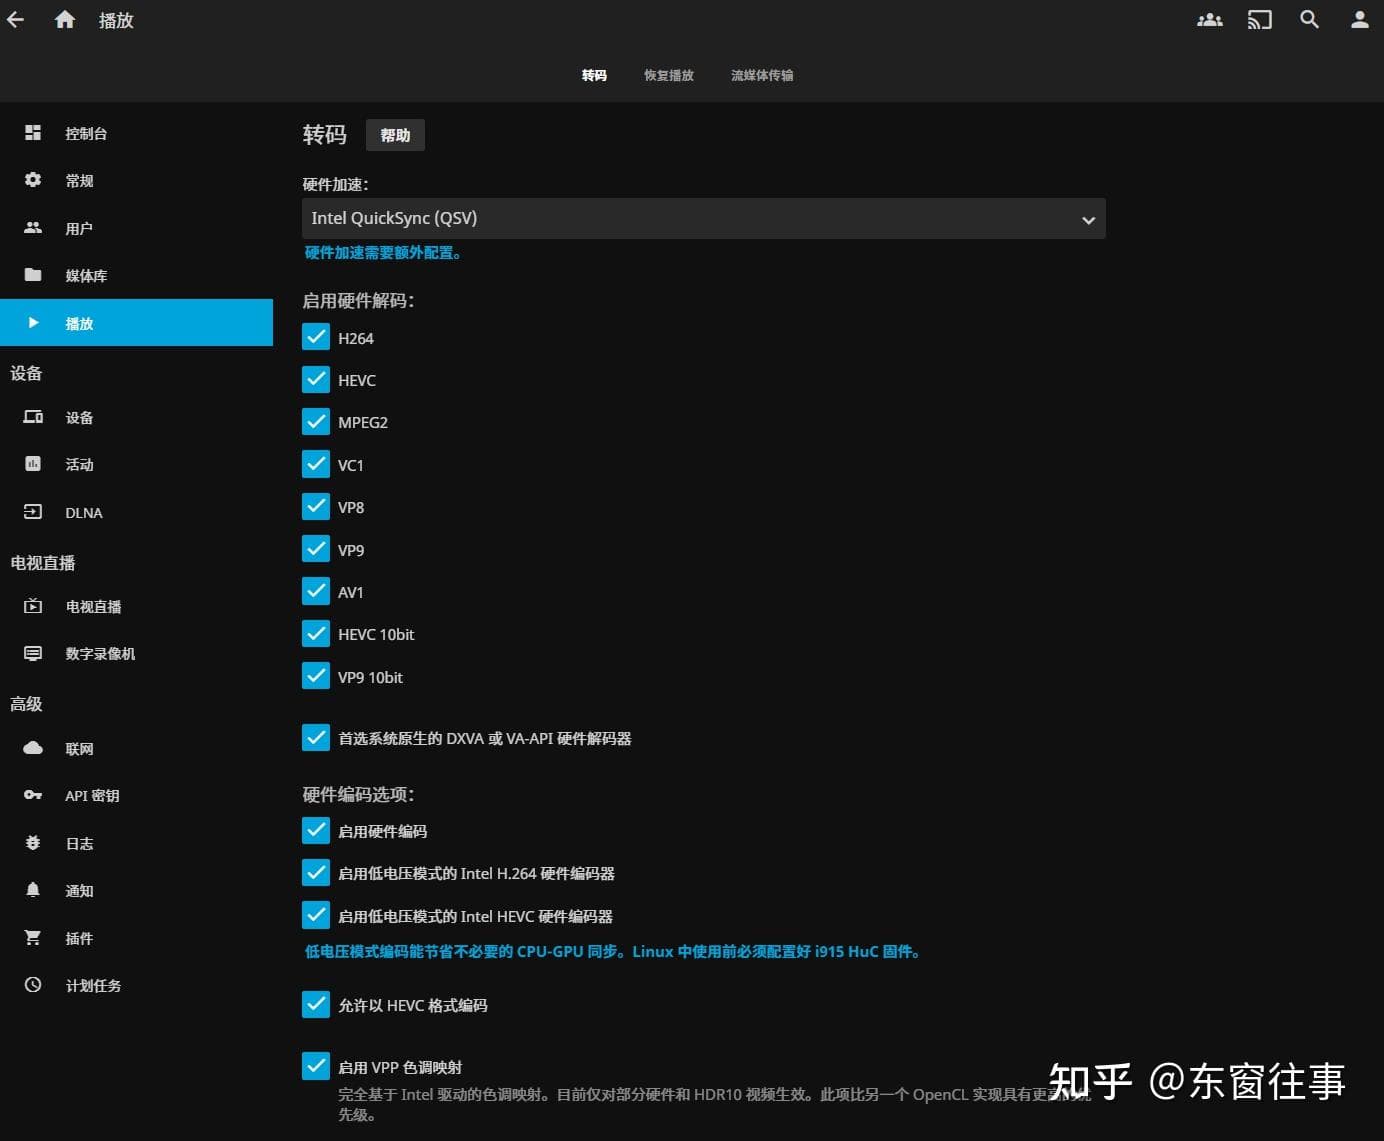 播放
转码 恢复播放 流媒体传输
控制台
常规
用户
媒体库
播放
设备
设备
活动
DLNA
电视直播
电视直播
数字录像机
高级
联网
API 密钥
日志
通知
插件
计划任务
转码 帮助
硬件加速：
Intel QuickSync (QSV)
硬件加速需要额外配置。
启用硬件解码：
H264
HEVC
MPEG2
VC1
VP8
VP9
AV1
HEVC 10bit
VP9 10bit
首选系统原生的 DXVA 或 VA-API 硬件解码器
硬件编码选项：
启用硬件编码
启用低电压模式的 Intel H.264 硬件编码器
启用低电压模式的 Intel HEVC 硬件编码器
低电压模式编码能节省不必要的 CPU-GPU 同步。Linux 中使用前必须配置好 i915 HuC 固件。
允许以 HEVC 格式编码
启用 VPP 色调映射
完全基于 Intel 驱动的色调映射。目前仅对部分硬件和 HDR10 视频生效。此项比另一个 OpenCL 实现具有更高的优
先级。
知乎 @东窗往事